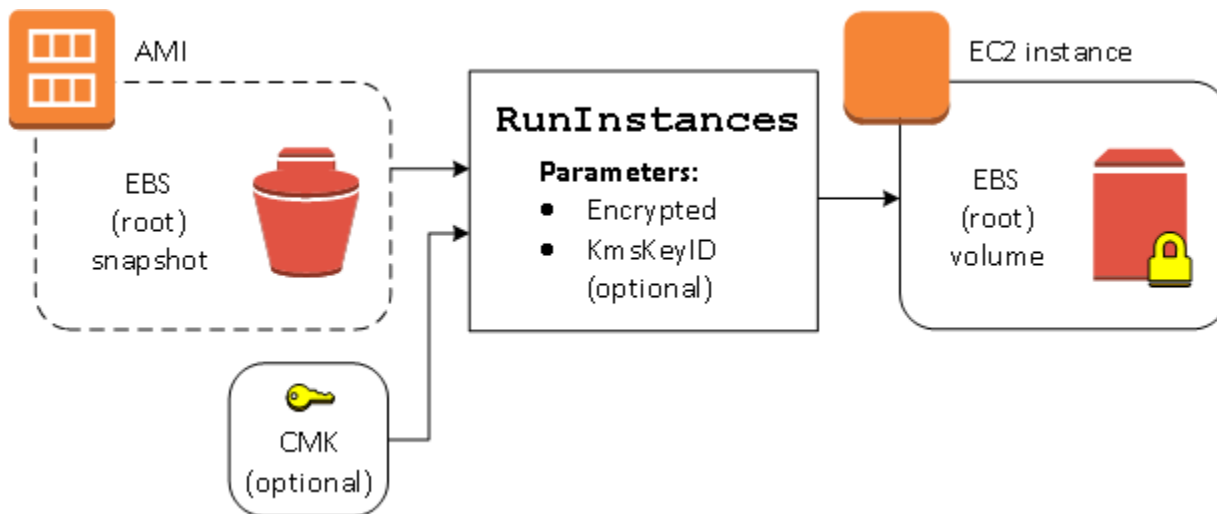 AMI
EBS
(root)
snapshot
CMK
(optional)
RunInstances
Parameters:
● Encrypted
● KmsKeyID
(optional)
EC2 instance
EBS
(root)
volume